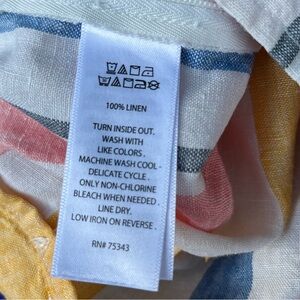 100% LINEN
TURN INSIDE OUT.
WASH WITH
LIKE COLORS.
MACHINE WASH COOL -
DELICATE CYCLE.
ONLY NON-CHLORINE
BLEACH WHEN NEEDED.
LINE DRY.
LOW IRON ON REVERSE.
RN# 75343